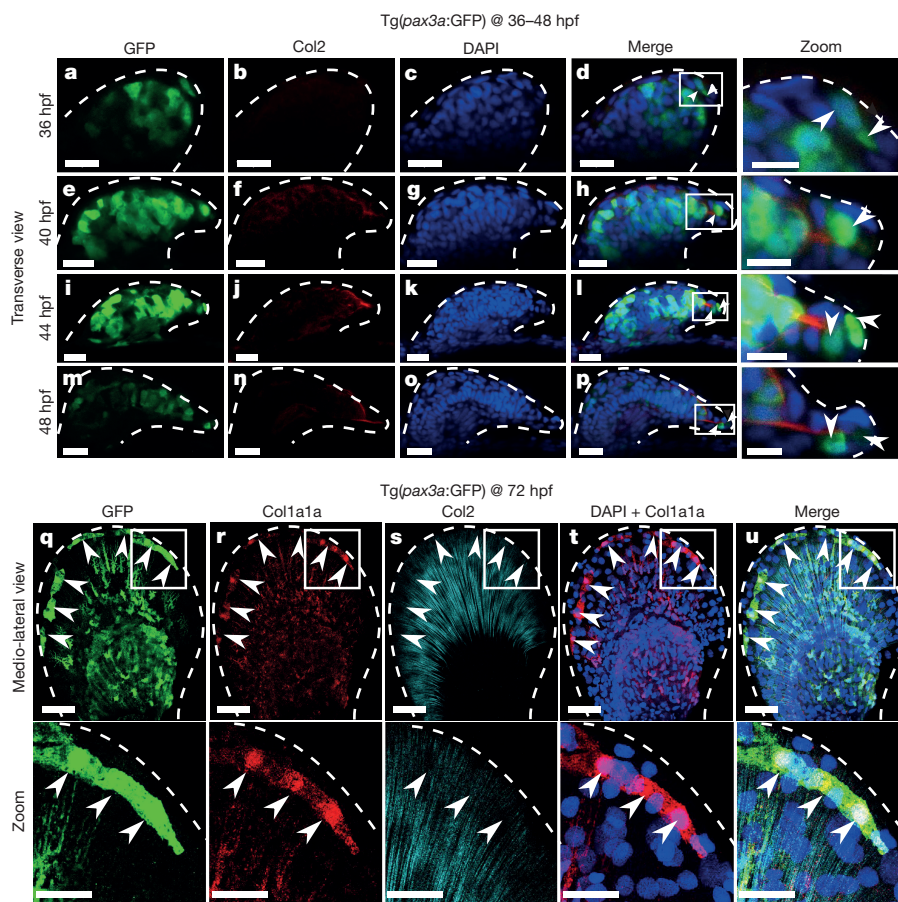 Tg(pax3a:GFP) @ 36–48 hpf
GFP Col2 DAPI Merge Zoom
Transverse view
36 hpf
a b c d
40 hpf
e f g h
44 hpf
i j k l
48 hpf
m n o p
Tg(pax3a:GFP) @ 72 hpf
GFP Col1a1a Col2 DAPI + Col1a1a Merge
Medio-lateral view
q r s t u
Zoom